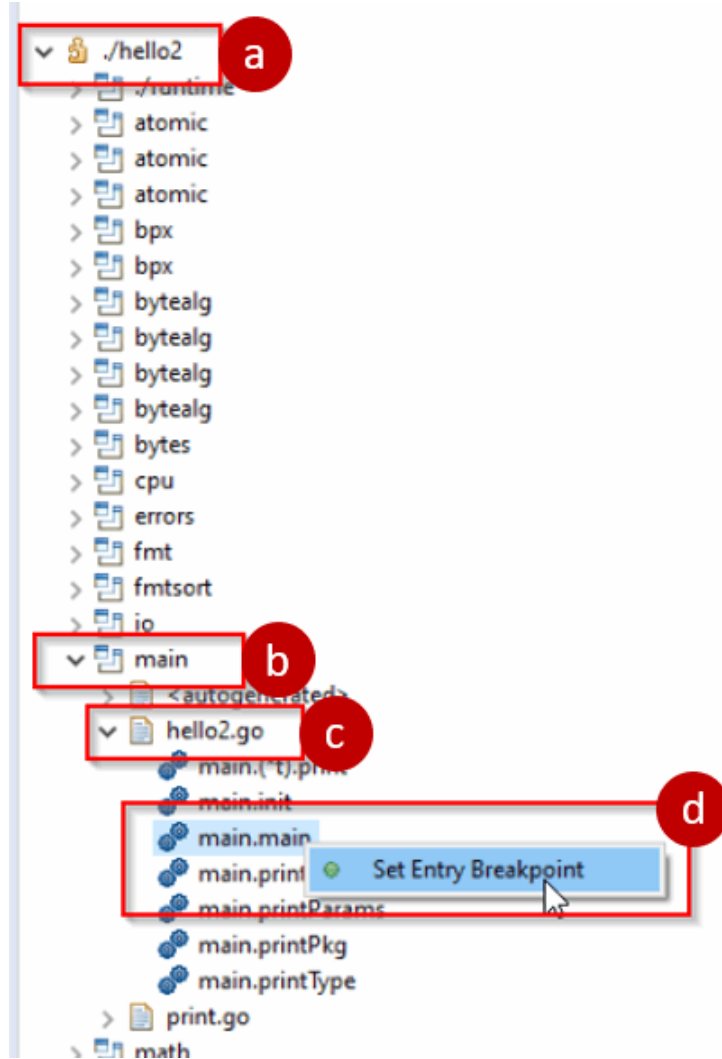 ./hello2
a
./runtime
atomic
atomic
atomic
bpx
bpx
bytealg
bytealg
bytealg
bytealg
bytes
cpu
errors
fmt
fmtsort
io
main
b
<autogenerated>
hello2.go
c
main.(*t).print
main.init
d
main.main
main.print
Set Entry Breakpoint
main.printParams
main.printPkg
main.printType
print.go
math